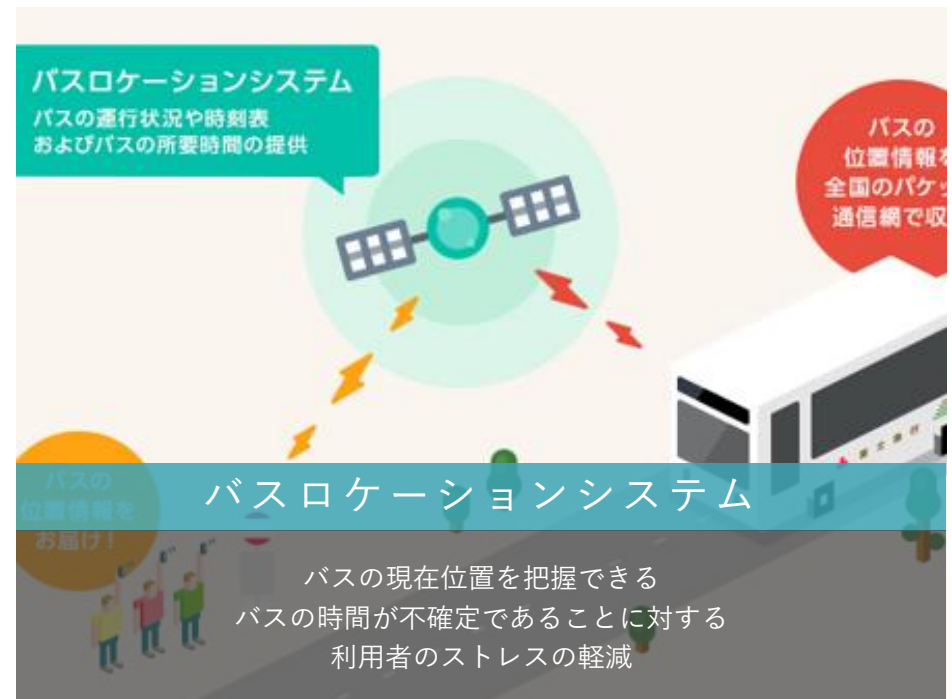 バスロケーションシステム
バスの運行状況や時刻表
およびバスの所要時間の提供
バスの
位置情報を
全国のパケッ
通信網で収
バスの
位置情報を
お届け!
バスロケーションシステム
バスの現在位置を把握できる
バスの時間が不確定であることに対する
利用者のストレスの軽減